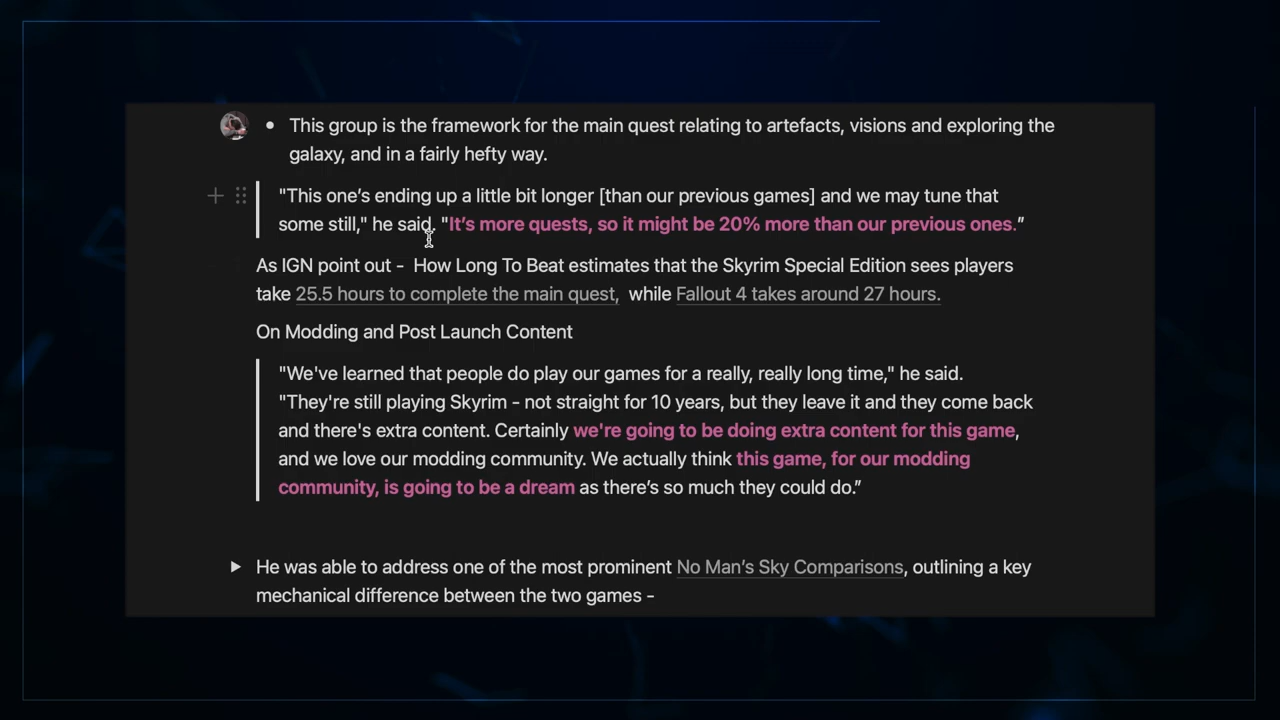 • This group is the framework for the main quest relating to artefacts, visions and exploring the
galaxy, and in a fairly hefty way.
"This one’s ending up a little bit longer [than our previous games] and we may tune that
some still," he said. "It’s more quests, so it might be 20% more than our previous ones.”
As IGN point out - How Long To Beat estimates that the Skyrim Special Edition sees players
take 25.5 hours to complete the main quest, while Fallout 4 takes around 27 hours.
On Modding and Post Launch Content
"We've learned that people do play our games for a really, really long time," he said.
"They're still playing Skyrim - not straight for 10 years, but they leave it and they come back
and there's extra content. Certainly we're going to be doing extra content for this game,
and we love our modding community. We actually think this game, for our modding
community, is going to be a dream as there’s so much they could do.”
He was able to address one of the most prominent No Man’s Sky Comparisons, outlining a key
mechanical difference between the two games -